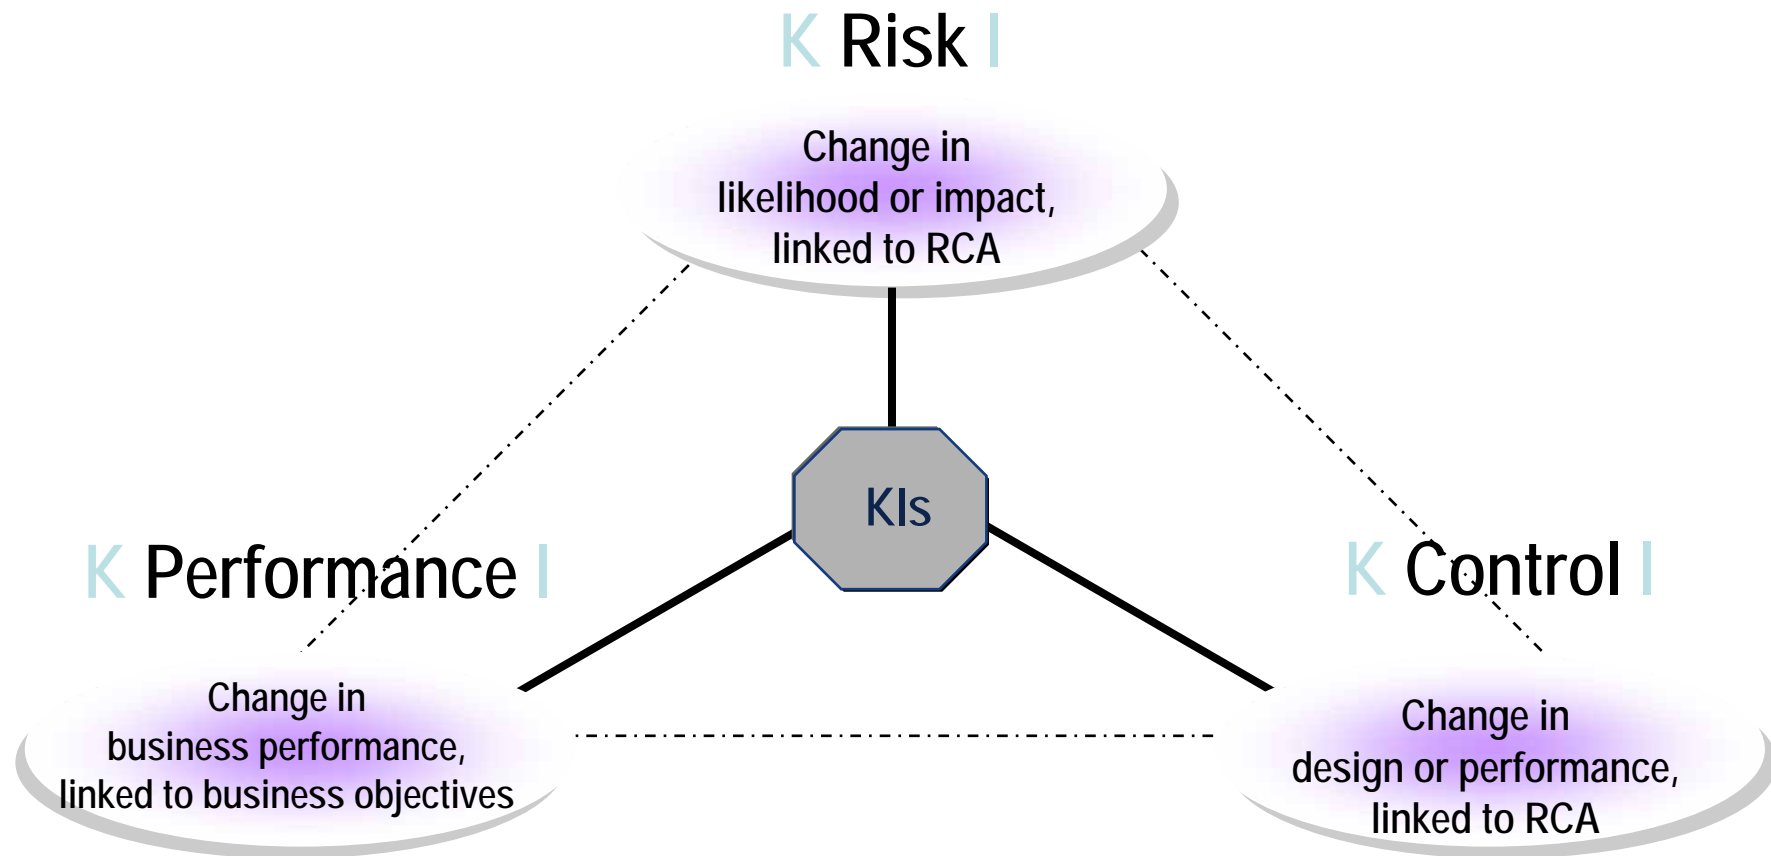 K Risk I
Change in
likelihood or impact,
linked to RCA
KIs
K Performance I
Change in
business performance,
linked to business objectives
K Control I
Change in
design or performance,
linked to RCA